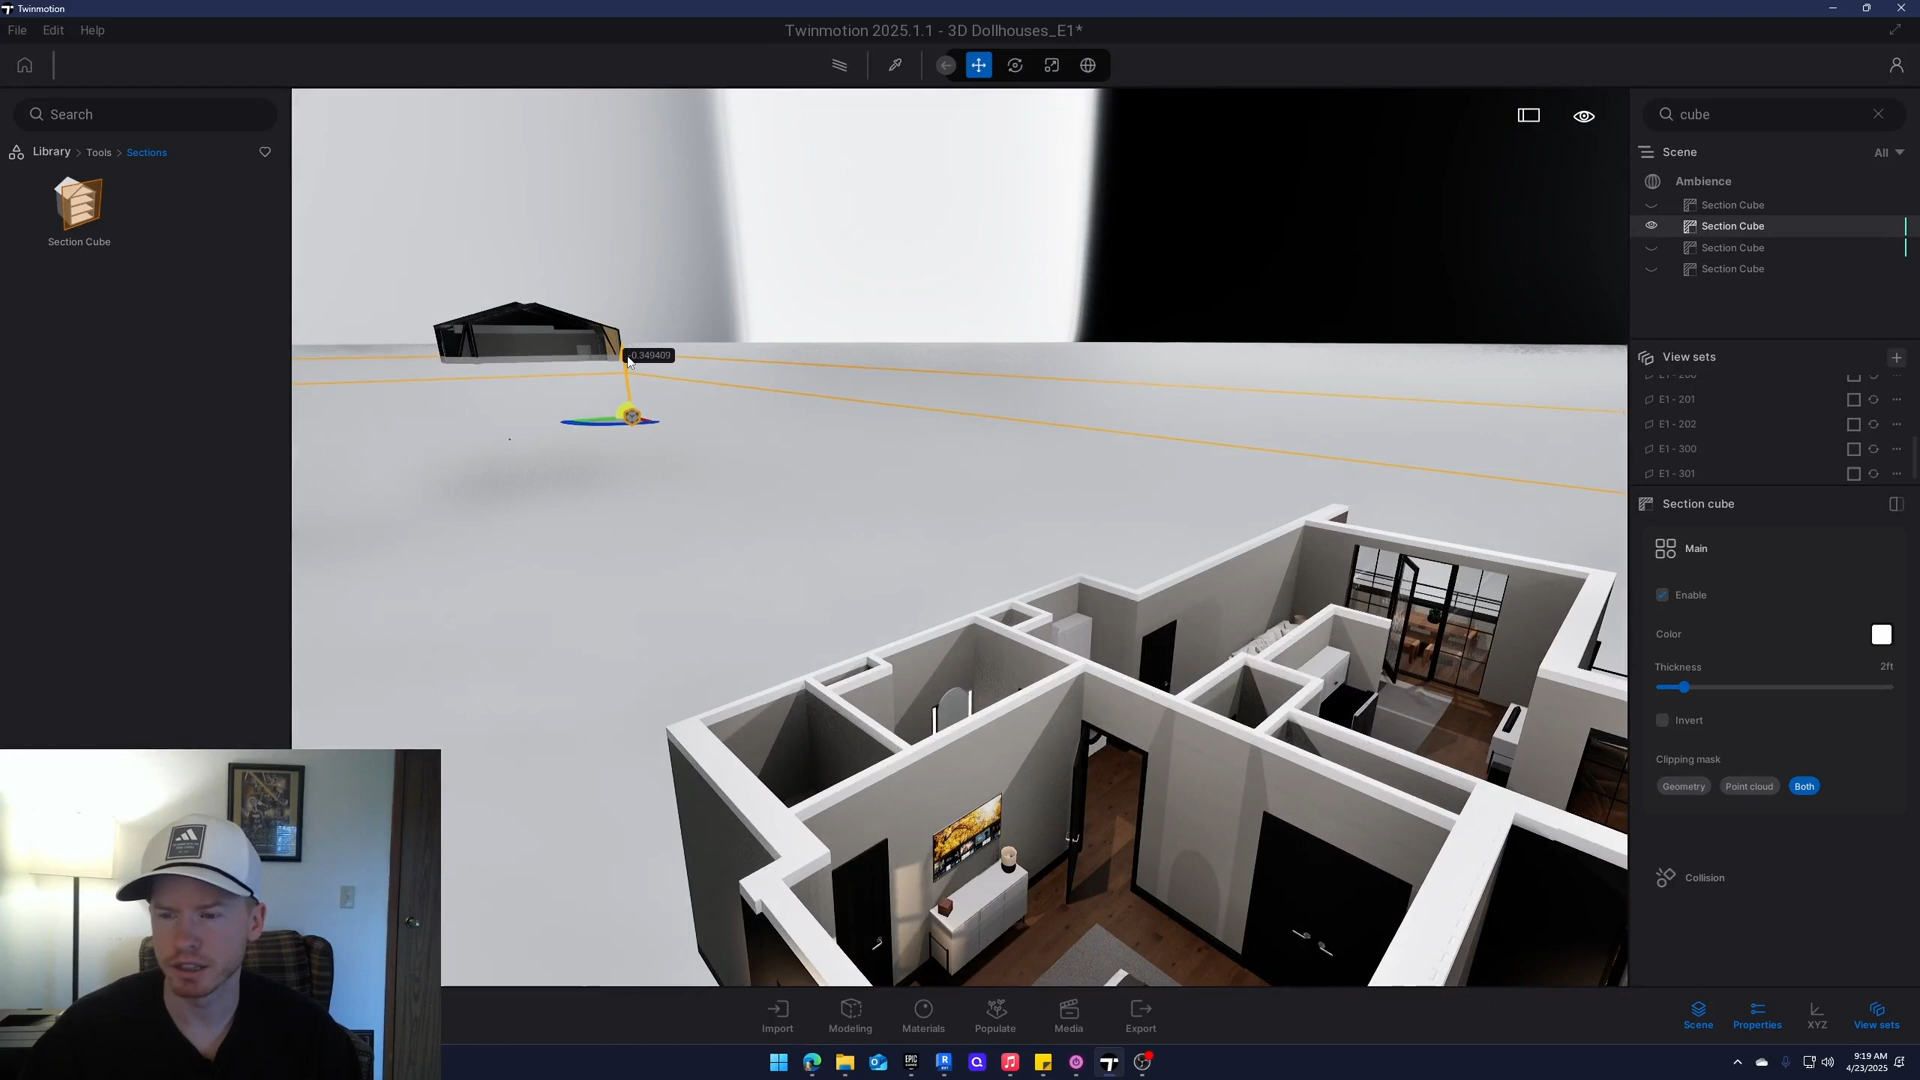 Twinmotion
File Edit Help
Twinmotion 2025.1.1 - 3D Dollhouses_E1*
Search
Library > Tools > Sections
Section Cube
-0.349409
cube
Scene
All
Ambience
Section Cube
Section Cube
Section Cube
Section Cube
View sets
E1 - 200
E1 - 201
E1 - 202
E1 - 300
E1 - 301
Section cube
Main
Enable
Color
Thickness 2ft
Invert
Clipping mask
Geometry Point cloud Both
Collision
Import Modeling Materials Populate Media Export
Scene Properties XYZ View sets
9:19 AM
4/23/2025